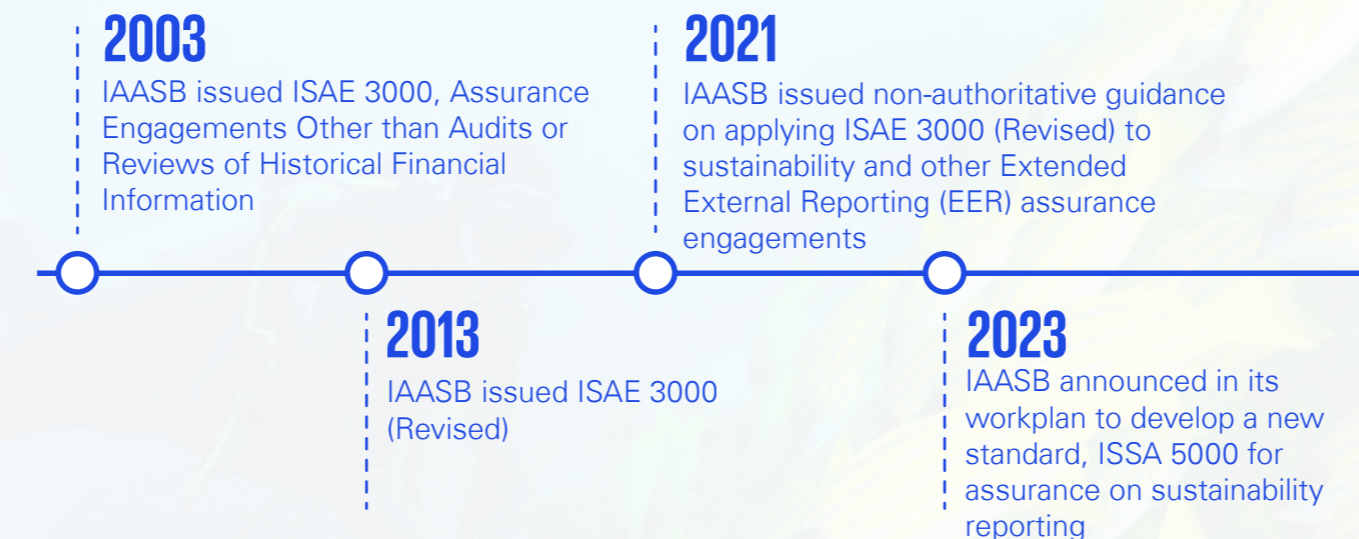 2003
IAASB issued ISAE 3000, Assurance
Engagements Other than Audits or
Reviews of Historical Financial
Information
2013
IAASB issued ISAE 3000
(Revised)
2021
IAASB issued non-authoritative guidance
on applying ISAE 3000 (Revised) to
sustainability and other Extended
External Reporting (EER) assurance
engagements
2023
IAASB announced in its
workplan to develop a new
standard, ISSA 5000 for
assurance on sustainability
reporting